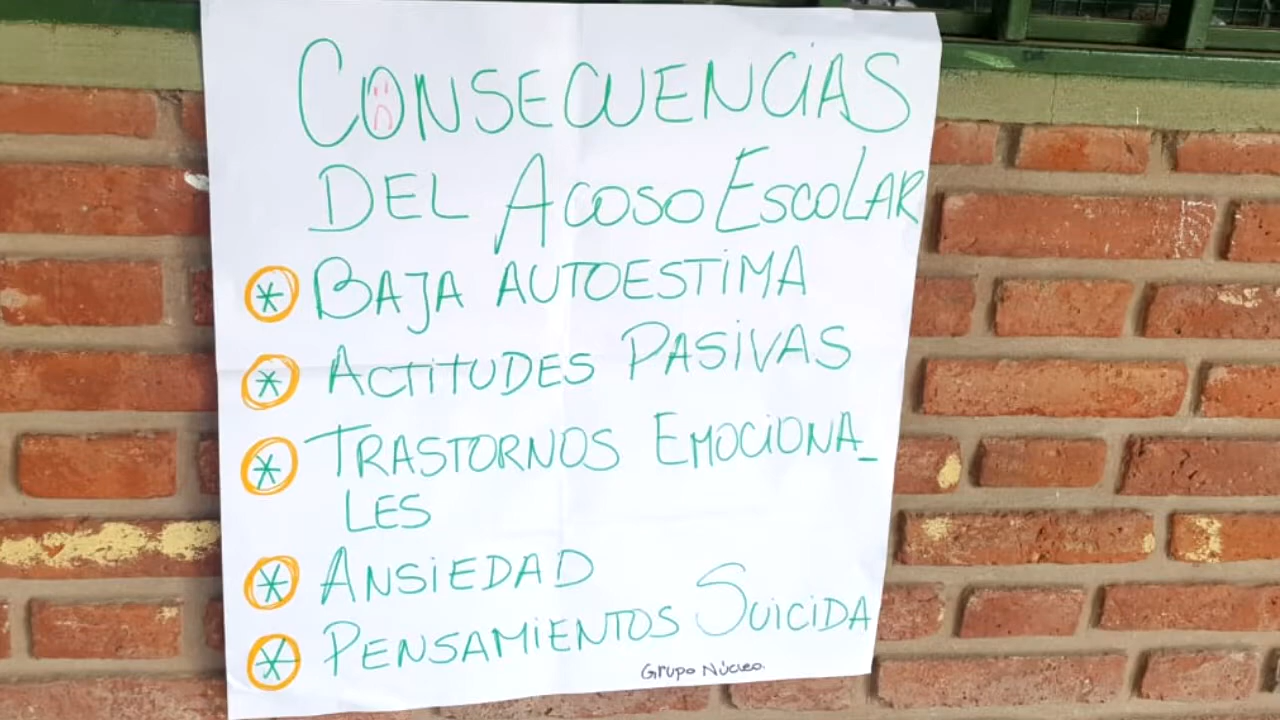 CONSECUENCIAS
DEL ACOSO ESCOLAR
* BAJA AUTOESTIMA
* ACTITUDES PASIVAS
* TRASTORNOS EMOCIONA_
LES
* ANSIEDAD
* PENSAMIENTOS SUICIDA
Grupo Núcleo.